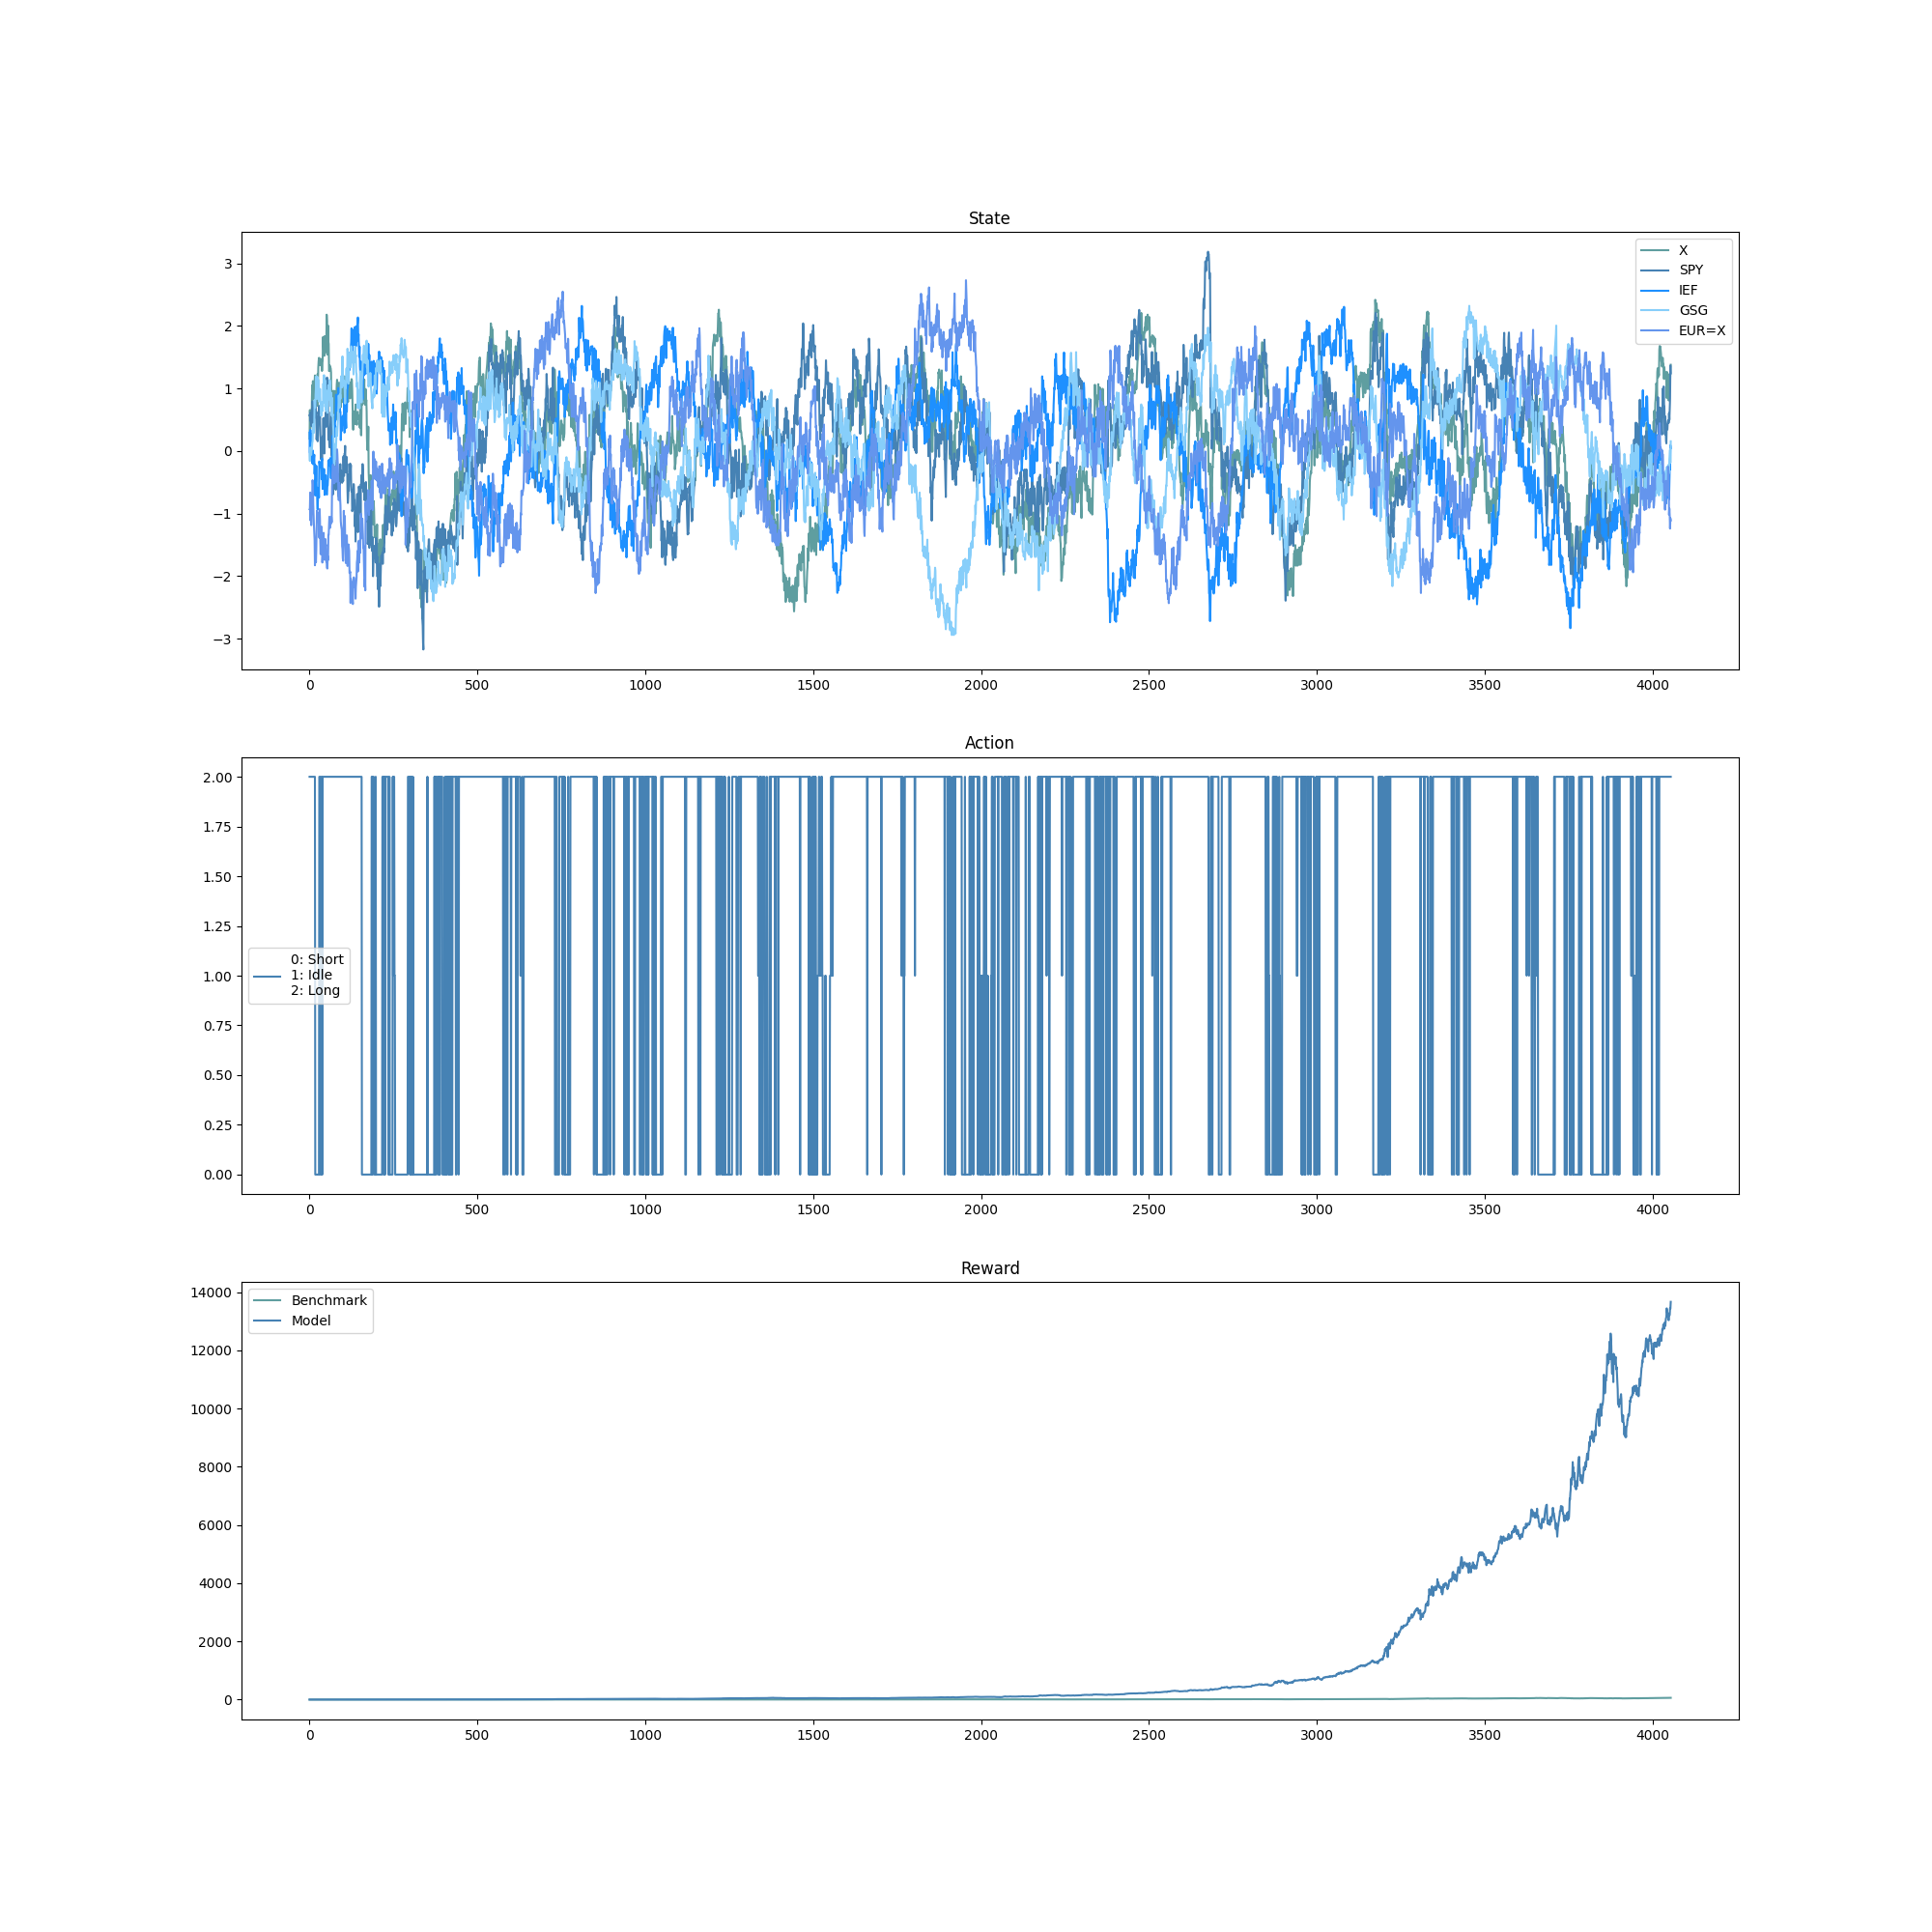 State
3
2
1
0
−1
−2
−3
X
SPY
IEF
GSG
EUR=X
0 500 1000 1500 2000 2500 3000 3500 4000
Action
2.00
1.75
1.50
1.25
1.00
0.75
0.50
0.25
0.00
0: Short
1: Idle
2: Long
0 500 1000 1500 2000 2500 3000 3500 4000
Reward
14000
12000
10000
8000
6000
4000
2000
0
Benchmark
Model
0 500 1000 1500 2000 2500 3000 3500 4000